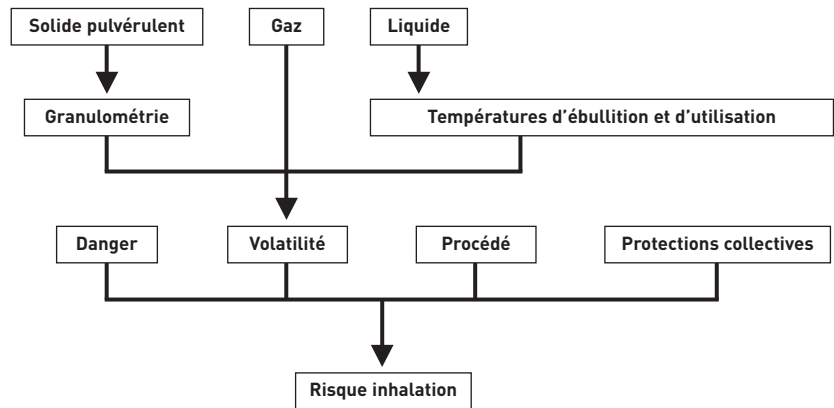 Solide pulvérulent
Gaz
Liquide
Granulométrie
Températures d'ébullition et d'utilisation
Danger
Volatilité
Procédé
Protections collectives
Risque inhalation